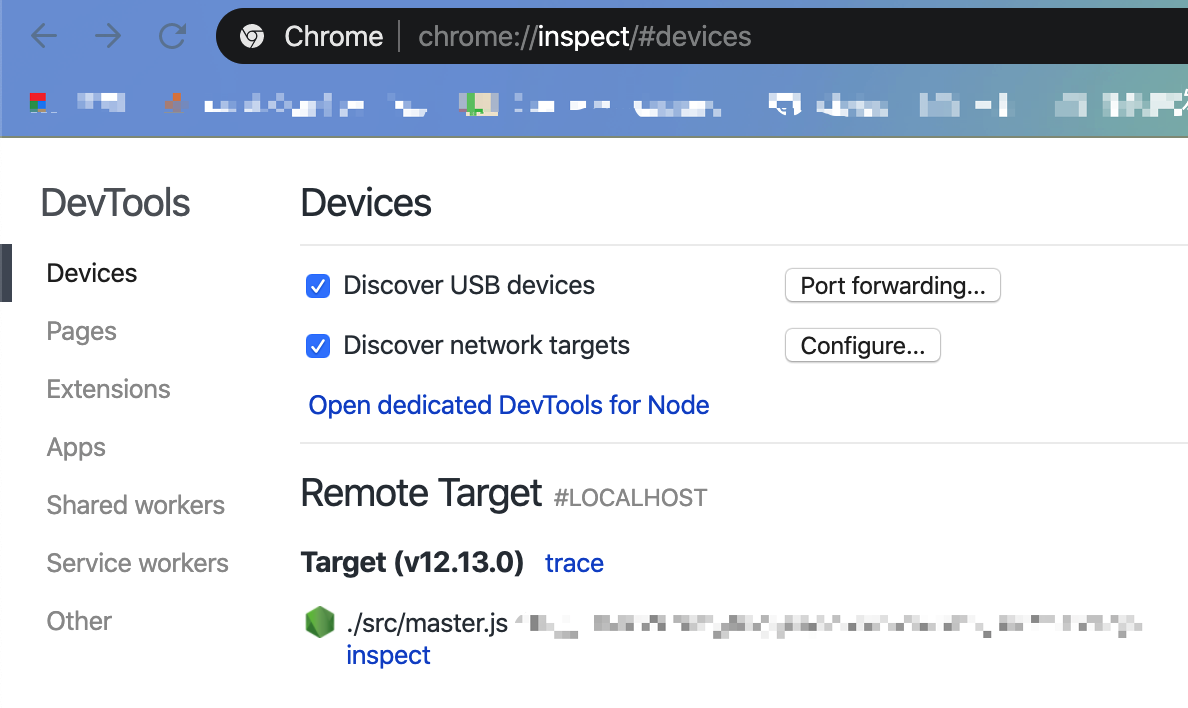 Chrome chrome://inspect/#devices
DevTools
Devices
Pages
Extensions
Apps
Shared workers
Service workers
Other
Devices
Discover USB devices
Port forwarding...
Discover network targets
Configure...
Open dedicated DevTools for Node
Remote Target #LOCALHOST
Target (v12.13.0) trace
./src/master.js
inspect